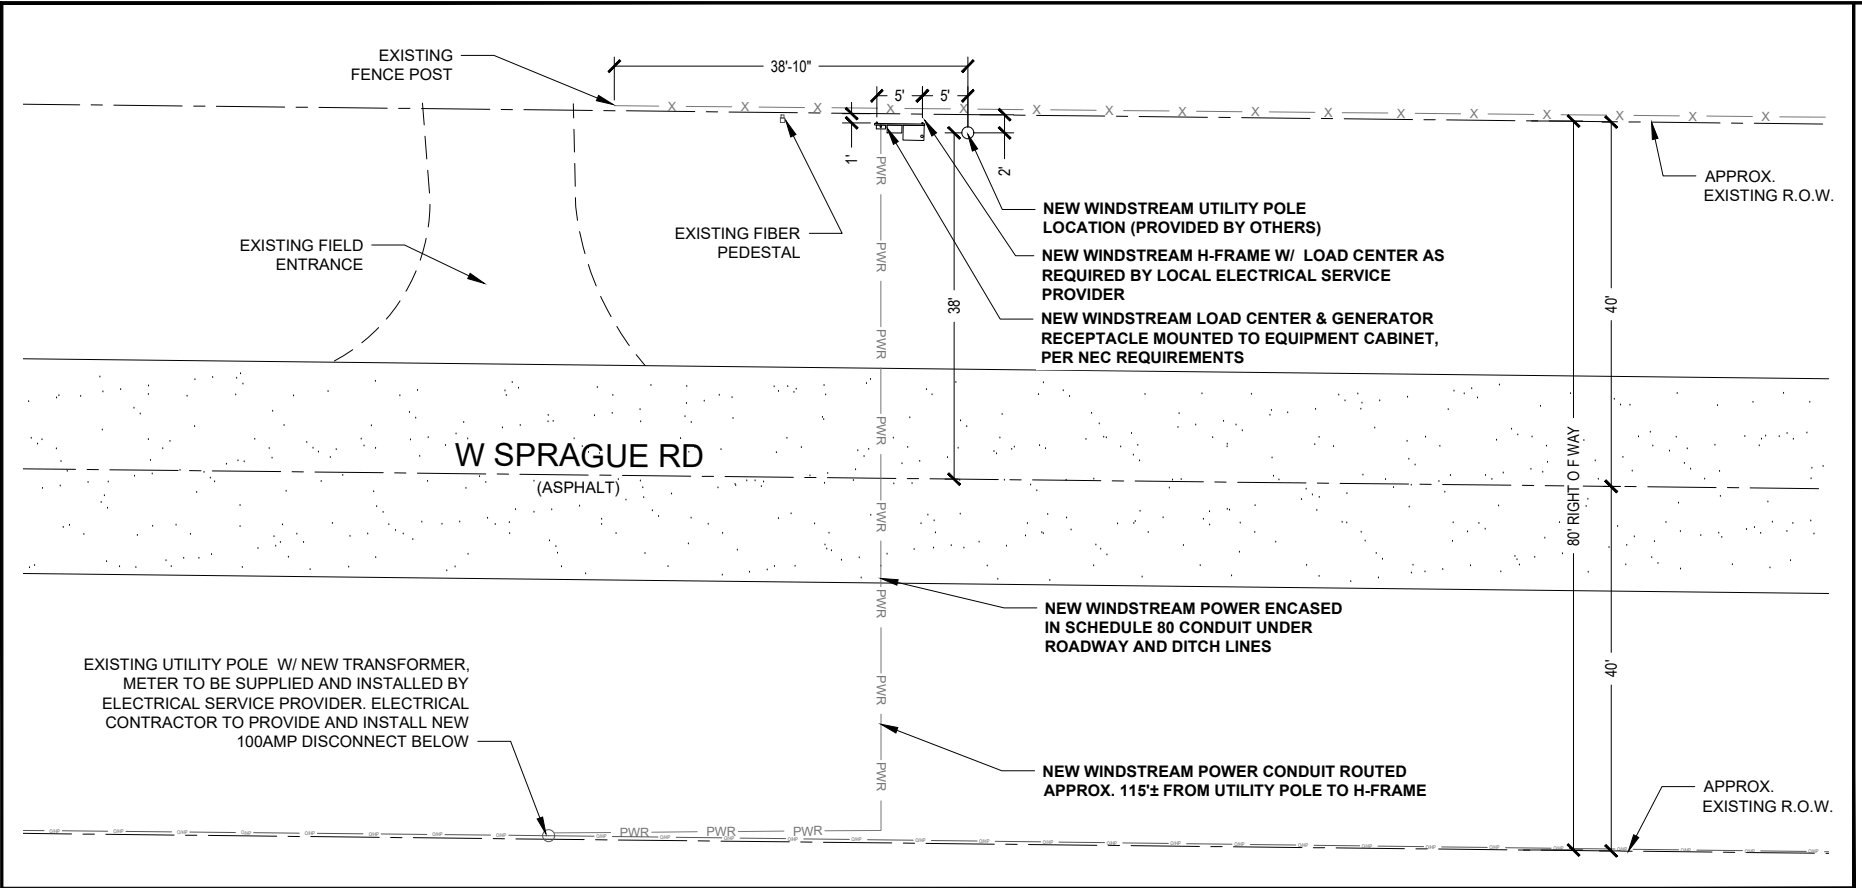 EXISTING
FENCE POST
38'-10"
5'
5'
X X X X X X X X X X X X X X X X
1'
2'
APPROX.
EXISTING R.O.W.
NEW WINDSTREAM UTILITY POLE
LOCATION (PROVIDED BY OTHERS)
EXISTING FIBER
PEDESTAL
EXISTING FIELD
ENTRANCE
NEW WINDSTREAM H-FRAME W/ LOAD CENTER AS
REQUIRED BY LOCAL ELECTRICAL SERVICE
PROVIDER
NEW WINDSTREAM LOAD CENTER & GENERATOR
RECEPTACLE MOUNTED TO EQUIPMENT CABINET,
PER NEC REQUIREMENTS
38'
40'
PWR
PWR
PWR
PWR
PWR
PWR
PWR
PWR
W SPRAGUE RD
(ASPHALT)
80' RIGHT O F WAY
NEW WINDSTREAM POWER ENCASED
IN SCHEDULE 80 CONDUIT UNDER
ROADWAY AND DITCH LINES
40'
EXISTING UTILITY POLE W/ NEW TRANSFORMER,
METER TO BE SUPPLIED AND INSTALLED BY
ELECTRICAL SERVICE PROVIDER. ELECTRICAL
CONTRACTOR TO PROVIDE AND INSTALL NEW
100AMP DISCONNECT BELOW
NEW WINDSTREAM POWER CONDUIT ROUTED
APPROX. 115'± FROM UTILITY POLE TO H-FRAME
APPROX.
EXISTING R.O.W.
PWR PWR PWR